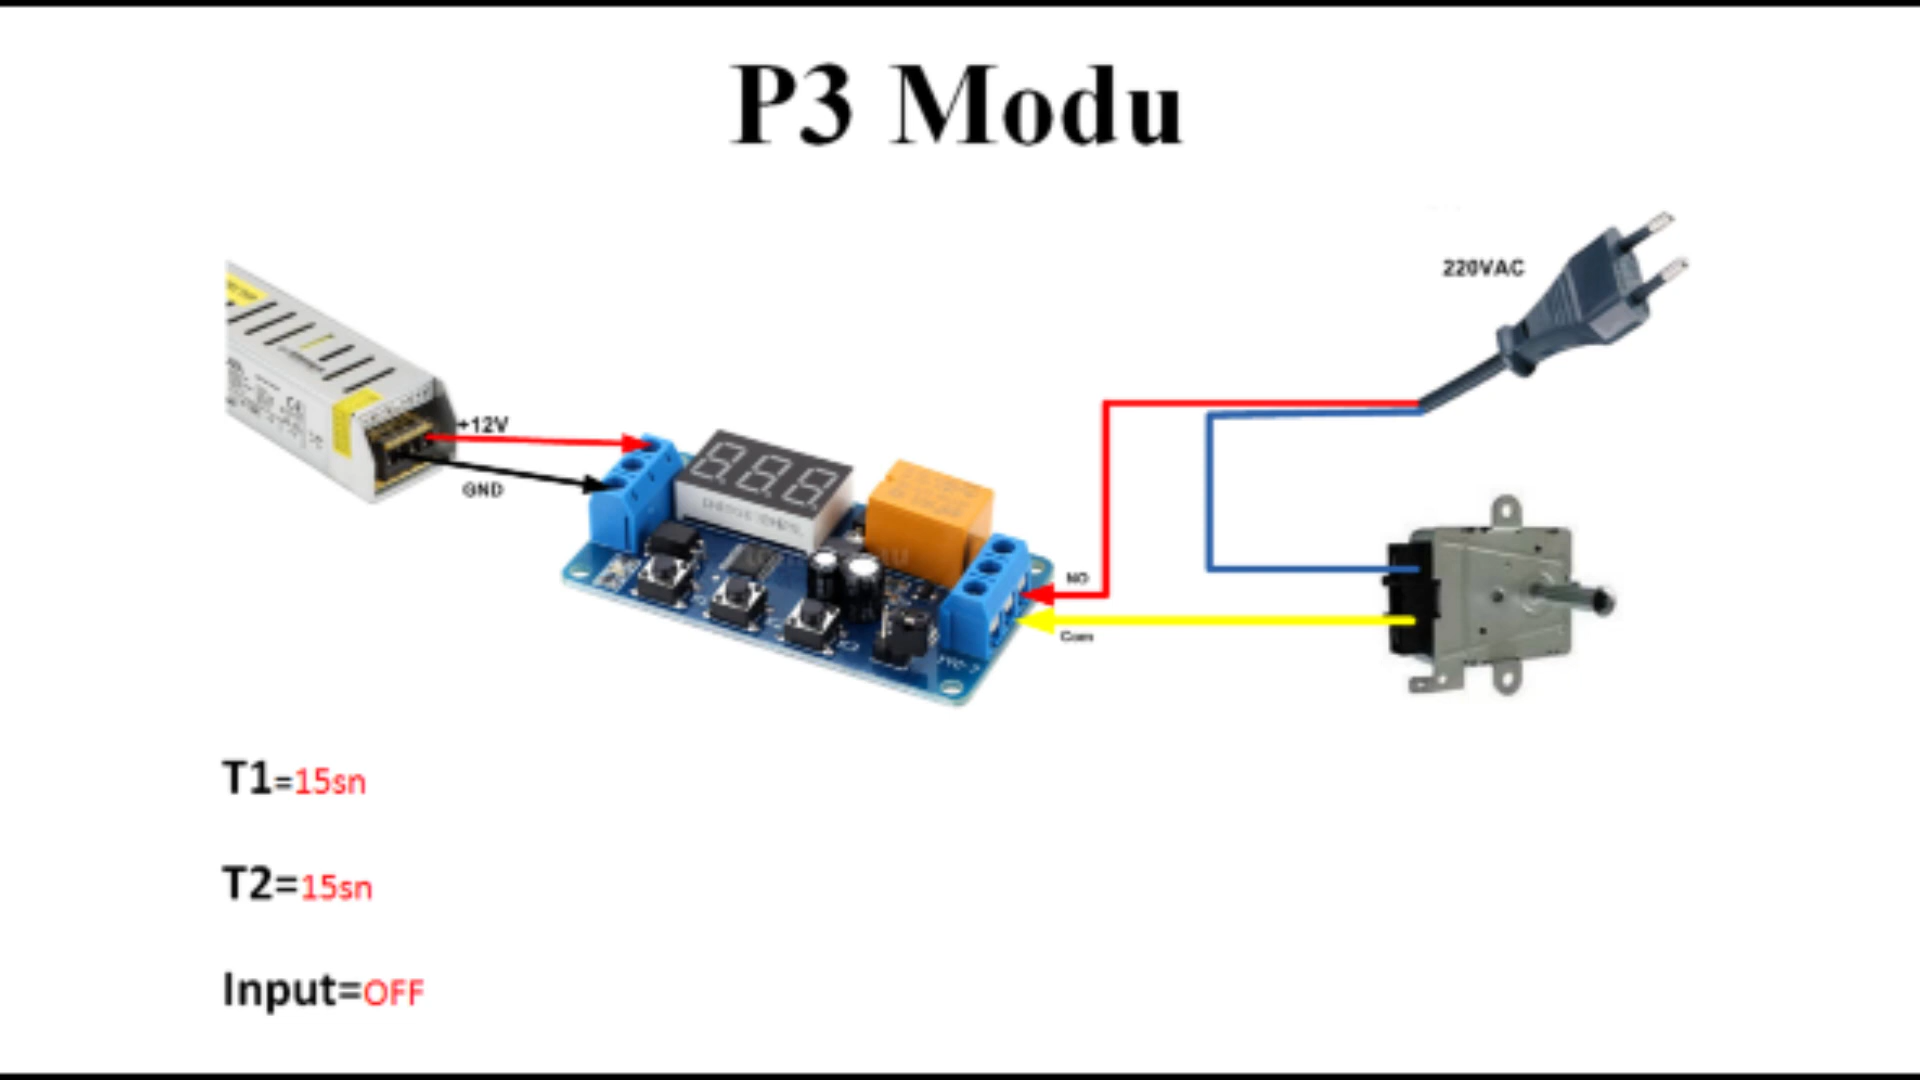 P3 Modu
220VAC
+12V
GND
NO
Com
T1=15sn
T2=15sn
Input=OFF